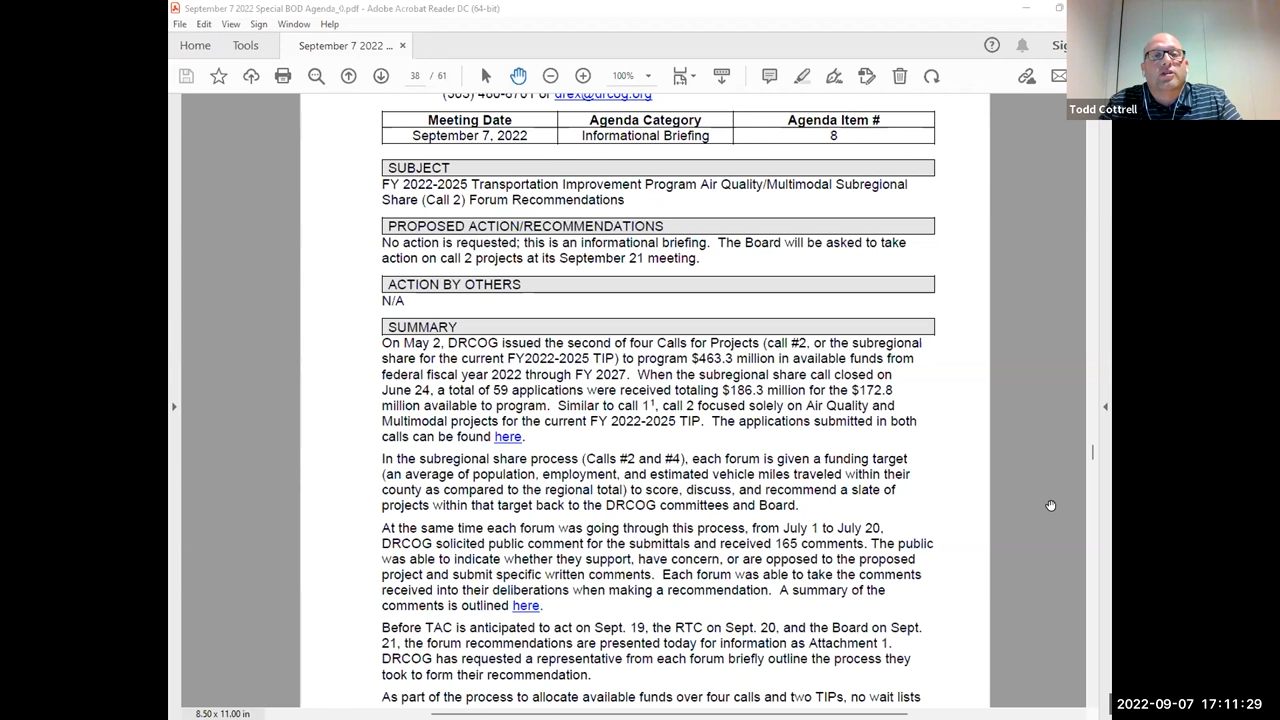 September 7 2022 Special BOD Agenda_0.pdf - Adobe Acrobat Reader DC (64-bit)
File Edit View Sign Window Help
Home Tools September 7 2022 ... ×
38 / 61 100%
(303) 480-6701 or drex@drcog.org
Meeting Date Agenda Category Agenda Item #
September 7, 2022 Informational Briefing 8
SUBJECT
FY 2022-2025 Transportation Improvement Program Air Quality/Multimodal Subregional
Share (Call 2) Forum Recommendations
PROPOSED ACTION/RECOMMENDATIONS
No action is requested; this is an informational briefing. The Board will be asked to take
action on call 2 projects at its September 21 meeting.
ACTION BY OTHERS
N/A
SUMMARY
On May 2, DRCOG issued the second of four Calls for Projects (call #2, or the subregional
share for the current FY2022-2025 TIP) to program $463.3 million in available funds from
federal fiscal year 2022 through FY 2027. When the subregional share call closed on
June 24, a total of 59 applications were received totaling $186.3 million for the $172.8
million available to program. Similar to call 1¹, call 2 focused solely on Air Quality and
Multimodal projects for the current FY 2022-2025 TIP. The applications submitted in both
calls can be found here.
In the subregional share process (Calls #2 and #4), each forum is given a funding target
(an average of population, employment, and estimated vehicle miles traveled within their
county as compared to the regional total) to score, discuss, and recommend a slate of
projects within that target back to the DRCOG committees and Board.
At the same time each forum was going through this process, from July 1 to July 20,
DRCOG solicited public comment for the submittals and received 165 comments. The public
was able to indicate whether they support, have concern, or are opposed to the proposed
project and submit specific written comments. Each forum was able to take the comments
received into their deliberations when making a recommendation. A summary of the
comments is outlined here.
Before TAC is anticipated to act on Sept. 19, the RTC on Sept. 20, and the Board on Sept.
21, the forum recommendations are presented today for information as Attachment 1.
DRCOG has requested a representative from each forum briefly outline the process they
took to form their recommendation.
As part of the process to allocate available funds over four calls and two TIPs, no wait lists
8.50 x 11.00 in
Todd Cottrell
2022-09-07 17:11:29